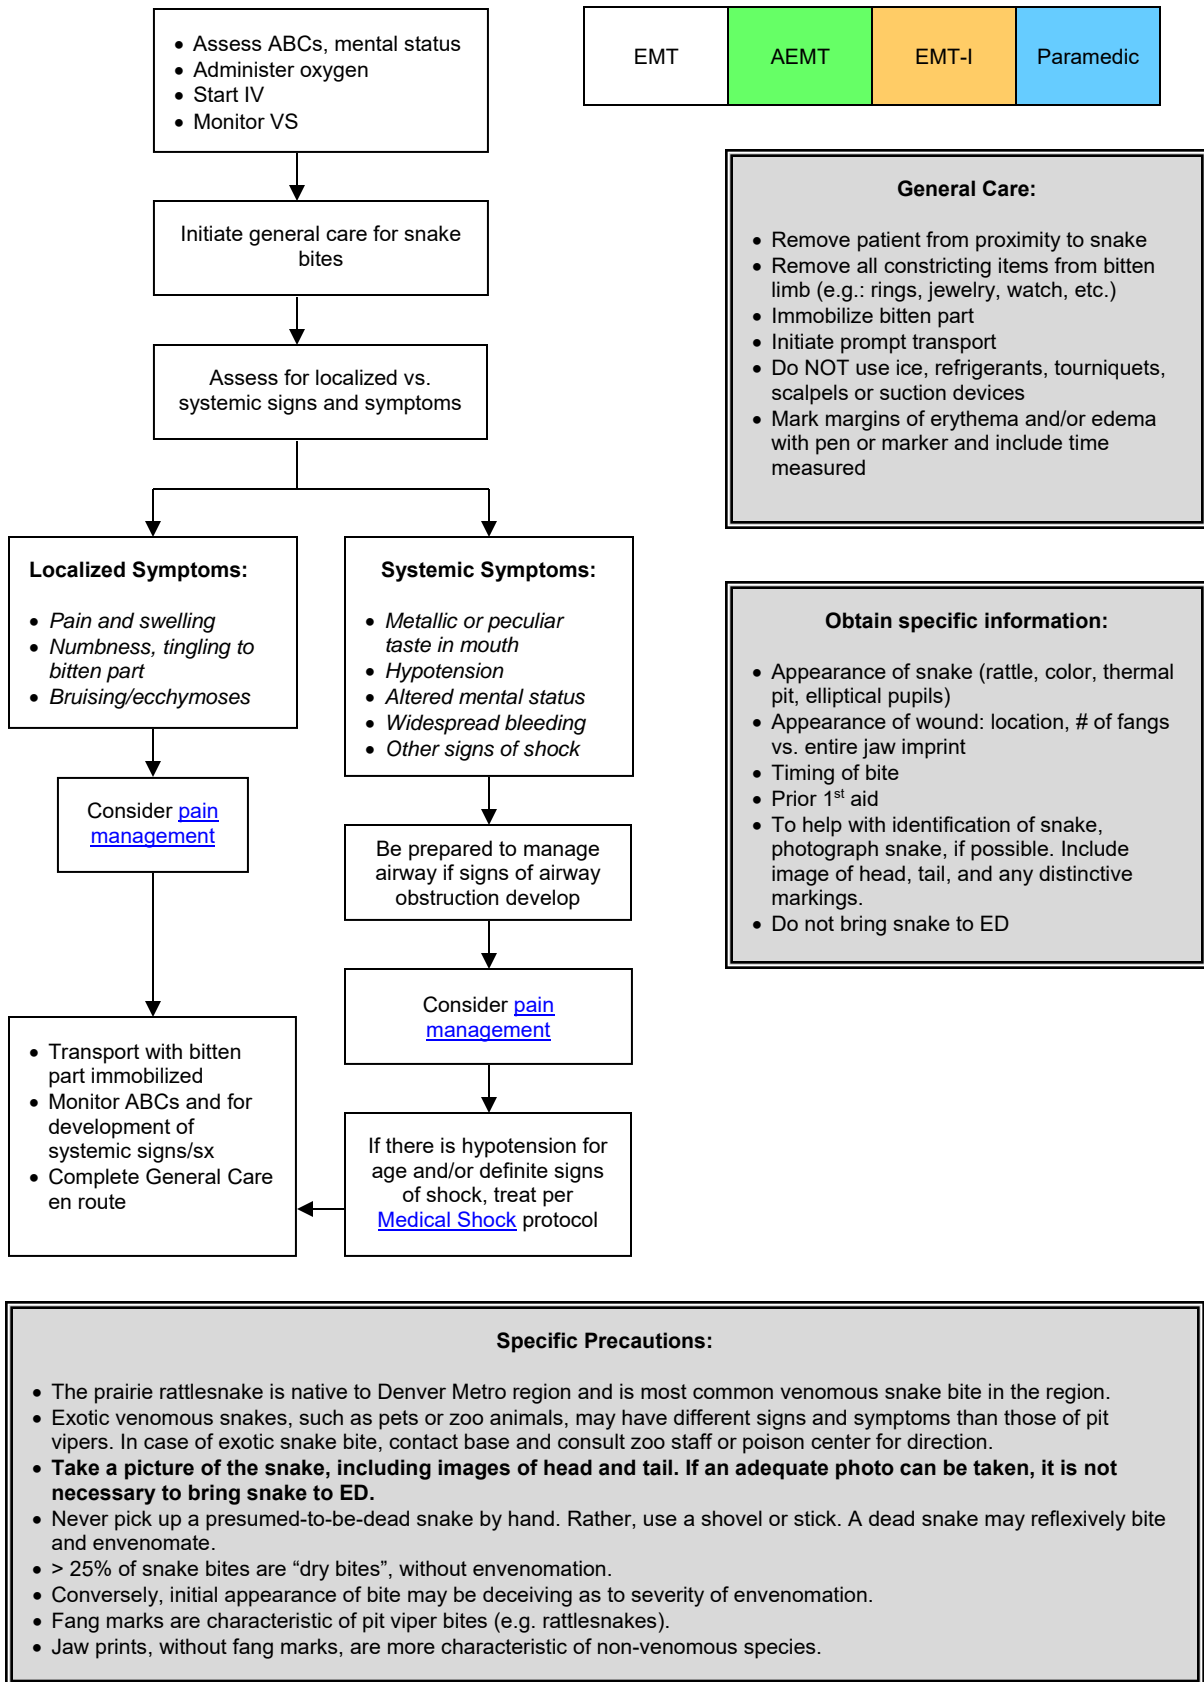 • Assess ABCs, mental status
• Administer oxygen
• Start IV
• Monitor VS
EMT
AEMT
EMT-I
Paramedic
Initiate general care for snake
bites
Assess for localized vs.
systemic signs and symptoms
General Care:
• Remove patient from proximity to snake
• Remove all constricting items from bitten
limb (e.g.: rings, jewelry, watch, etc.)
• Immobilize bitten part
• Initiate prompt transport
• Do NOT use ice, refrigerants, tourniquets,
scalpels or suction devices
• Mark margins of erythema and/or edema
with pen or marker and include time
measured
Localized Symptoms:
• Pain and swelling
• Numbness, tingling to
bitten part
• Bruising/ecchymoses
Consider pain
management
Systemic Symptoms:
• Metallic or peculiar
taste in mouth
• Hypotension
• Altered mental status
• Widespread bleeding
• Other signs of shock
Be prepared to manage
airway if signs of airway
obstruction develop
Consider pain
management
If there is hypotension for
age and/or definite signs
of shock, treat per
Medical Shock protocol
• Transport with bitten
part immobilized
• Monitor ABCs and for
development of
systemic signs/sx
• Complete General Care
en route
Obtain specific information:
• Appearance of snake (rattle, color, thermal
pit, elliptical pupils)
• Appearance of wound: location, # of fangs
vs. entire jaw imprint
• Timing of bite
• Prior 1st aid
• To help with identification of snake,
photograph snake, if possible. Include
image of head, tail, and any distinctive
markings.
• Do not bring snake to ED
Specific Precautions:
• The prairie rattlesnake is native to Denver Metro region and is most common venomous snake bite in the region.
• Exotic venomous snakes, such as pets or zoo animals, may have different signs and symptoms than those of pit
vipers. In case of exotic snake bite, contact base and consult zoo staff or poison center for direction.
• Take a picture of the snake, including images of head and tail. If an adequate photo can be taken, it is not
necessary to bring snake to ED.
• Never pick up a presumed-to-be-dead snake by hand. Rather, use a shovel or stick. A dead snake may reflexively bite
and envenomate.
• > 25% of snake bites are “dry bites”, without envenomation.
• Conversely, initial appearance of bite may be deceiving as to severity of envenomation.
• Fang marks are characteristic of pit viper bites (e.g. rattlesnakes).
• Jaw prints, without fang marks, are more characteristic of non-venomous species.